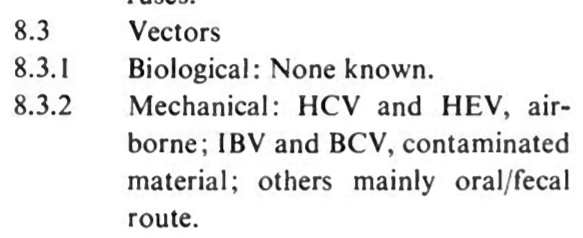 ruses.
8.3 Vectors
8.3.1 Biological: None known.
8.3.2 Mechanical: HCV and HEV, air-
borne; IBV and BCV, contaminated
material; others mainly oral/fecal
route.